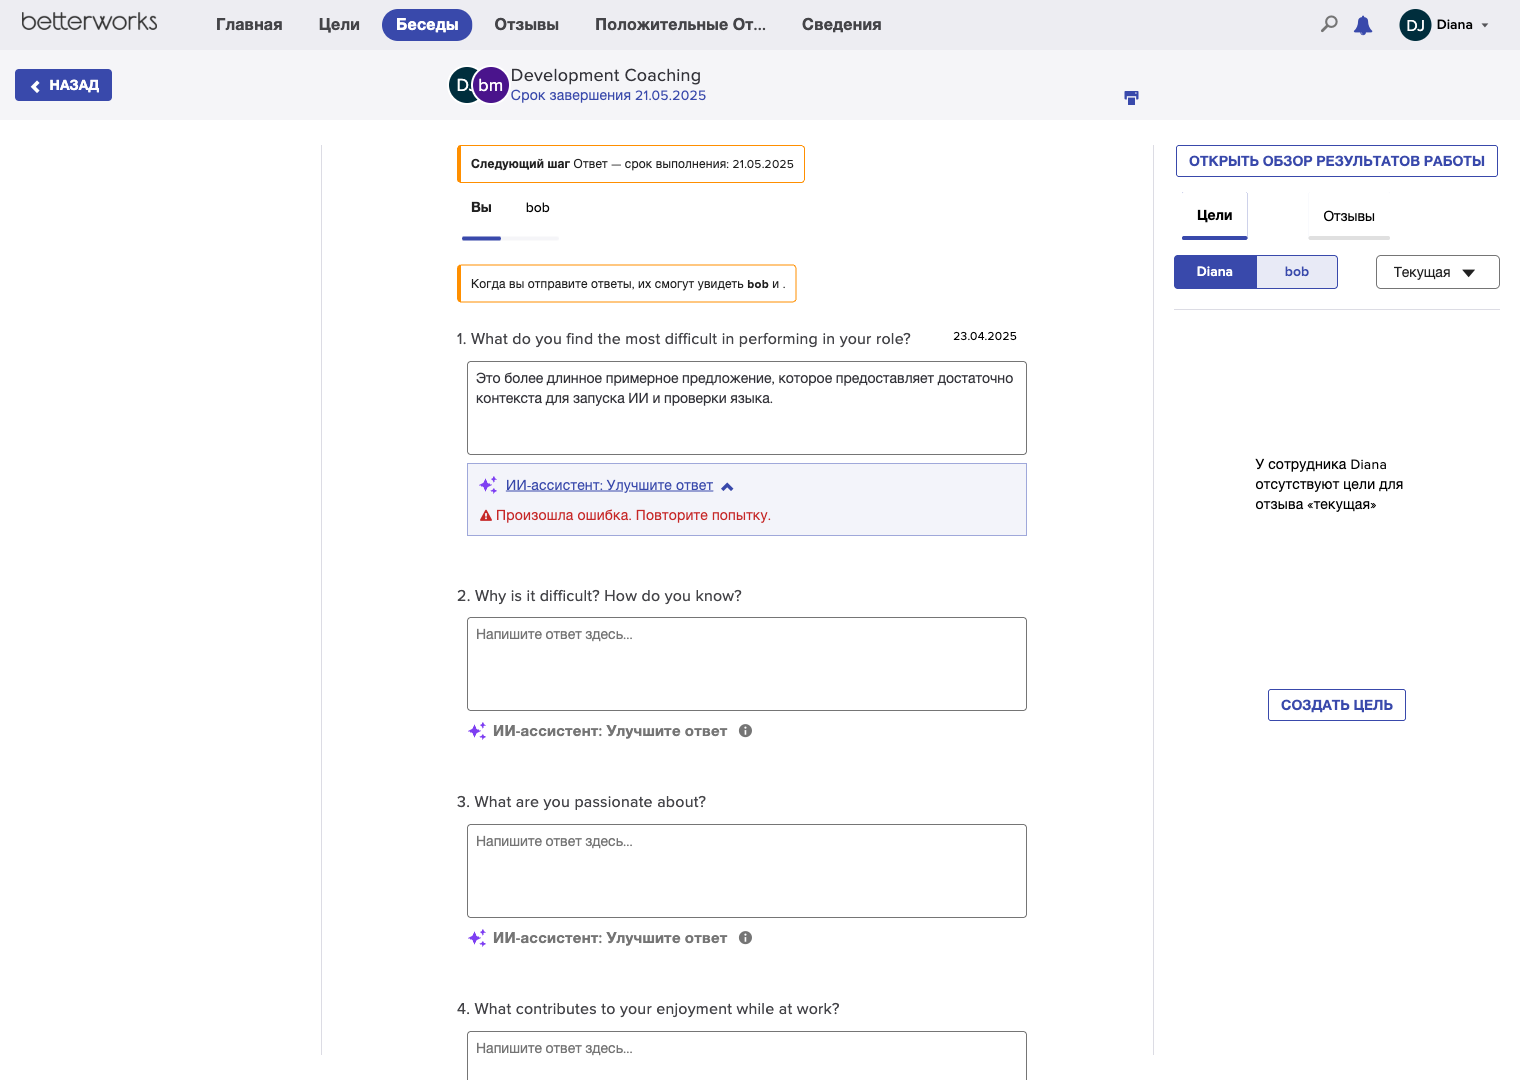 betterworks
Главная
Цели
Беседы
Отзывы
Положительные От...
Сведения
DJ
Diana
НАЗАД
bm
Development Coaching
Срок завершения 21.05.2025
Следующий шаг Ответ — срок выполнения: 21.05.2025
Вы
bob
Когда вы отправите ответы, их смогут увидеть bob и .
1. What do you find the most difficult in performing in your role?
23.04.2025
Это более длинное примерное предложение, которое предоставляет достаточно
контекста для запуска ИИ и проверки языка.
ИИ-ассистент: Улучшите ответ
Произошла ошибка. Повторите попытку.
2. Why is it difficult? How do you know?
Напишите ответ здесь...
ИИ-ассистент: Улучшите ответ
3. What are you passionate about?
Напишите ответ здесь...
ИИ-ассистент: Улучшите ответ
4. What contributes to your enjoyment while at work?
Напишите ответ здесь...
ОТКРЫТЬ ОБЗОР РЕЗУЛЬТАТОВ РАБОТЫ
Цели
Отзывы
Diana
bob
Текущая
У сотрудника Diana
отсутствуют цели для
отзыва «текущая»
СОЗДАТЬ ЦЕЛЬ